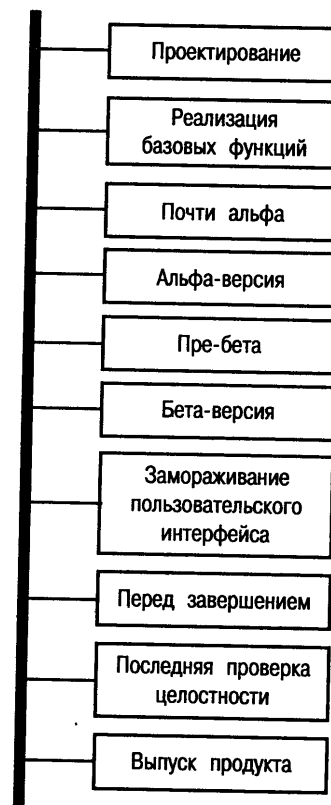 Проектирование
Реализация
базовых функций
Почти альфа
Альфа-версия
Пре-бета
Бета-версия
Замораживание
пользовательского
интерфейса
Перед завершением
Последняя проверка
целостности
Выпуск продукта